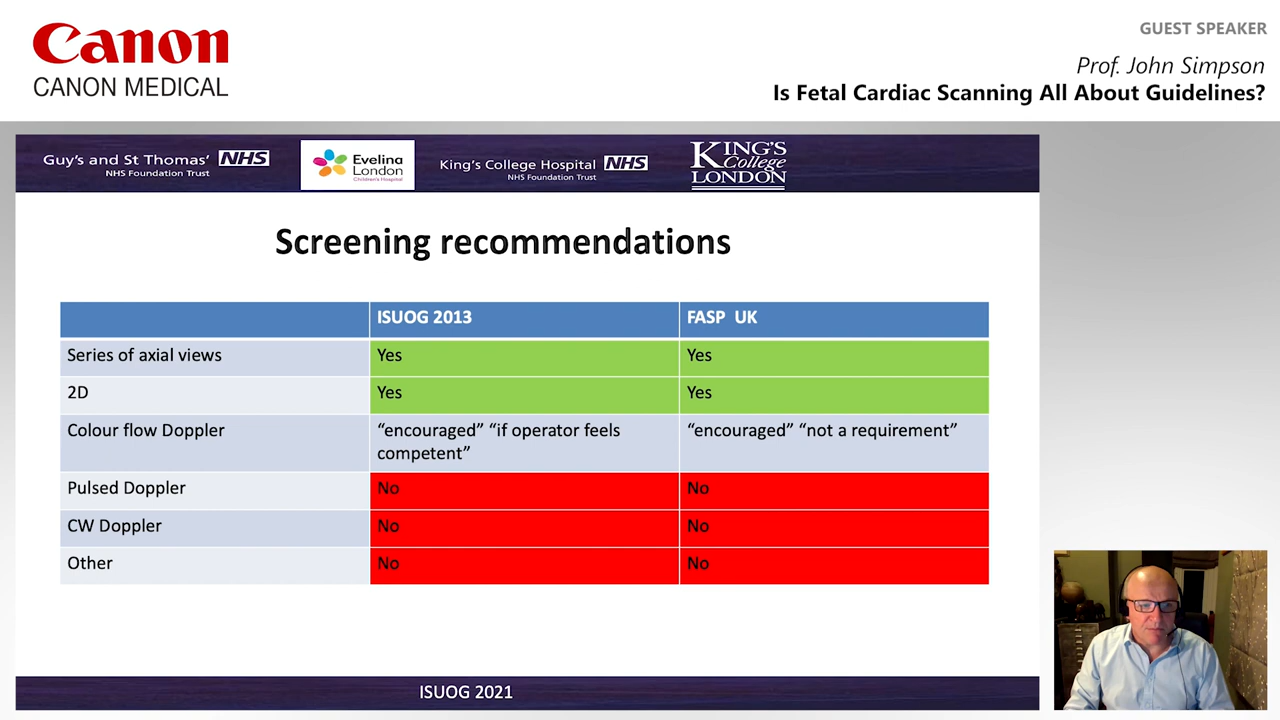 Canon
CANON MEDICAL
GUEST SPEAKER
Prof. John Simpson
Is Fetal Cardiac Scanning All About Guidelines?
Guy's and St Thomas' NHS
NHS Foundation Trust
Evelina
London
Children's Hospital
King's College Hospital NHS
NHS Foundation Trust
KING'S
College
LONDON
Screening recommendations
ISUOG 2013 FASP UK
Series of axial views Yes Yes
2D Yes Yes
Colour flow Doppler “encouraged” “if operator feels “encouraged” “not a requirement”
competent”
Pulsed Doppler No No
CW Doppler No No
Other No No
ISUOG 2021